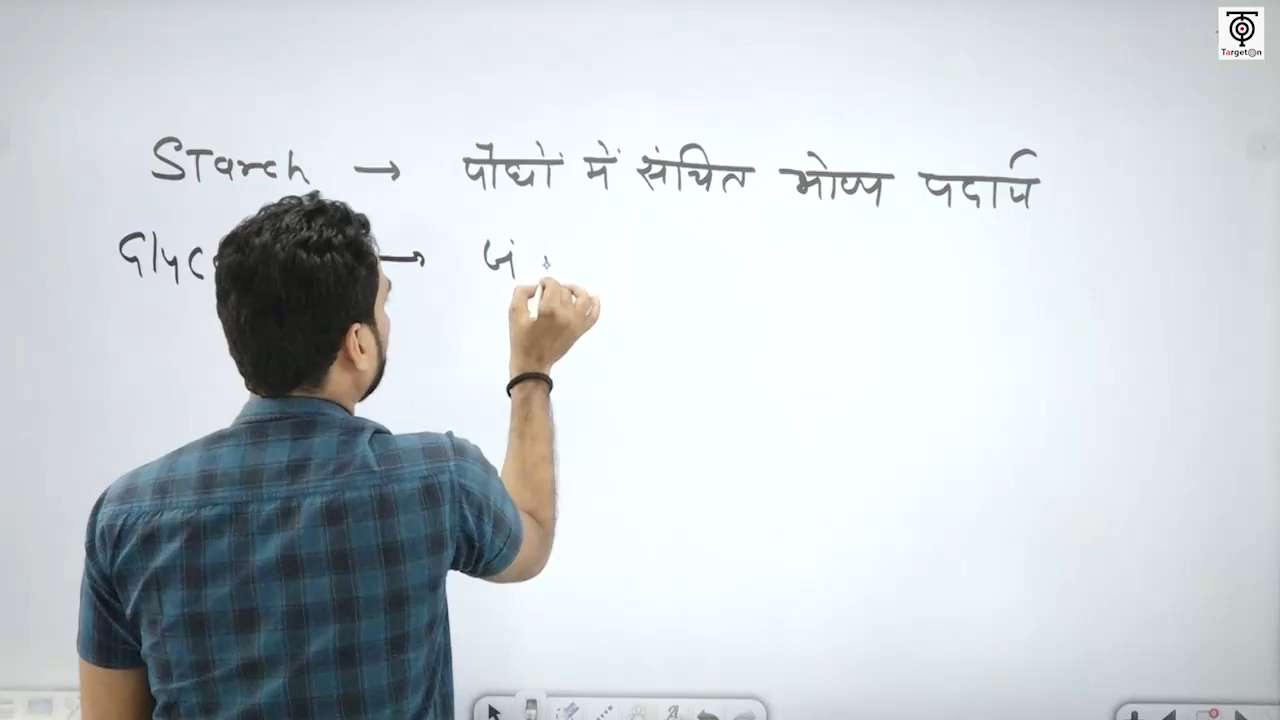 TargetOn
Starch → पौधों में संचित भोज्य पदार्थ
Glyc → जं